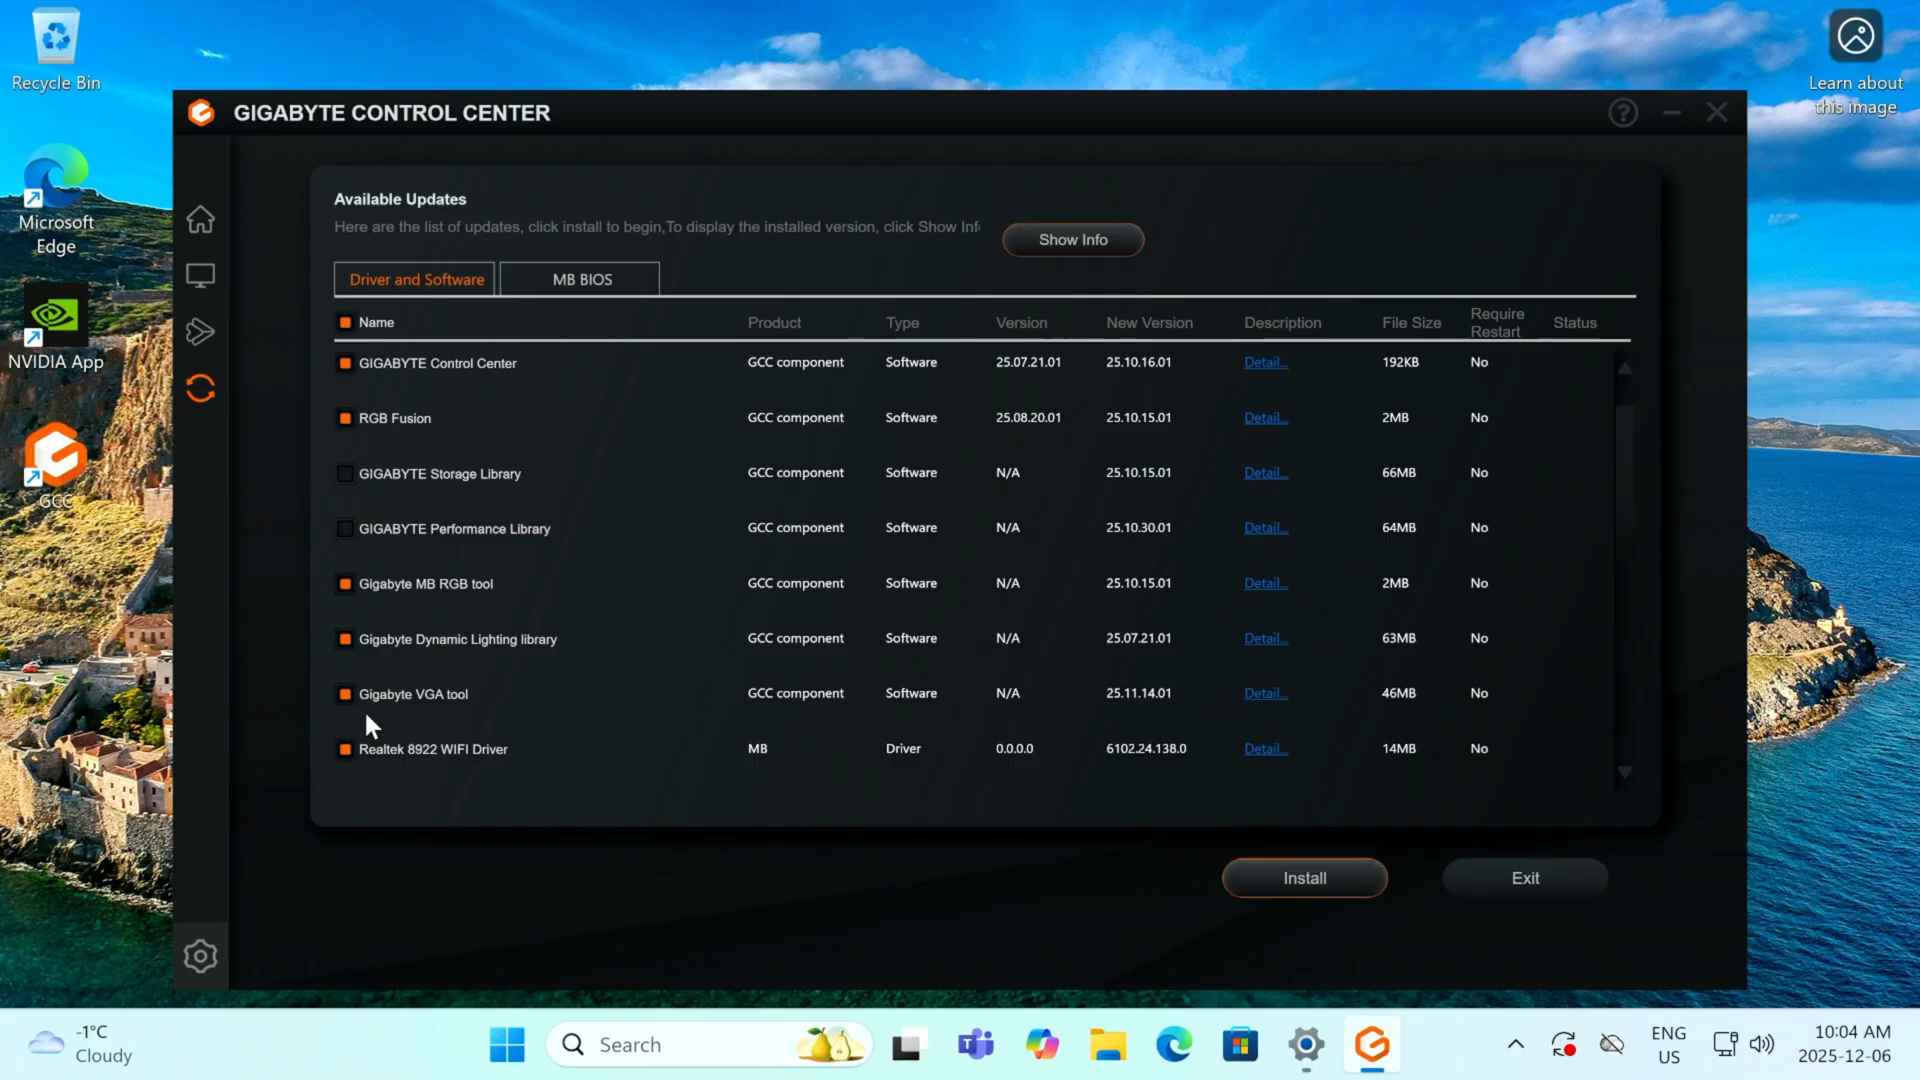 Recycle Bin
Learn about
this image
Microsoft
Edge
NVIDIA App
GCC
GIGABYTE CONTROL CENTER
Available Updates
Here are the list of updates, click install to begin,To display the installed version, click Show Inf
Show Info
Driver and Software
MB BIOS
Name Product Type Version New Version Description File Size Require Restart Status
GIGABYTE Control Center GCC component Software 25.07.21.01 25.10.16.01 Detail... 192KB No
RGB Fusion GCC component Software 25.08.20.01 25.10.15.01 Detail... 2MB No
GIGABYTE Storage Library GCC component Software N/A 25.10.15.01 Detail... 66MB No
GIGABYTE Performance Library GCC component Software N/A 25.10.30.01 Detail... 64MB No
Gigabyte MB RGB tool GCC component Software N/A 25.10.15.01 Detail... 2MB No
Gigabyte Dynamic Lighting library GCC component Software N/A 25.07.21.01 Detail... 63MB No
Gigabyte VGA tool GCC component Software N/A 25.11.14.01 Detail... 46MB No
Realtek 8922 WIFI Driver MB Driver 0.0.0.0 6102.24.138.0 Detail... 14MB No
Install
Exit
-1°C
Cloudy
Search
ENG
US
10:04 AM
2025-12-06